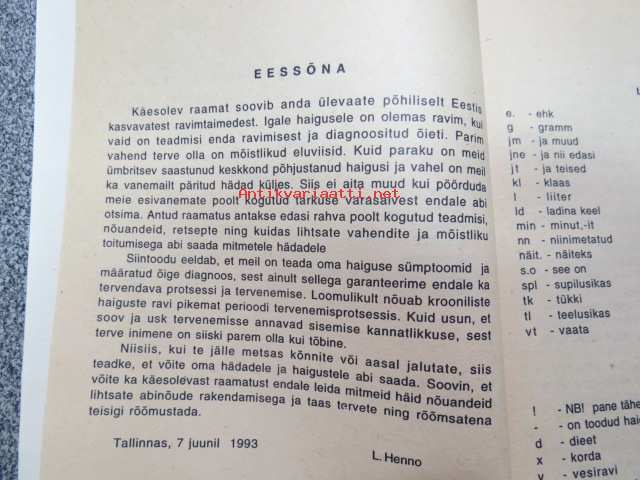 EESSÕNA
Käesolev raamat soovib anda ülevaate põhiliselt Eestis
kasvavatest ravimtaimedest. Igale haigusele on olemas ravim, kui
vaid on teadmisi enda ravimisest ja diagnoositud õieti. Parim
vahend terve olla on mõistlikud eluviisid. Kuid paraku on meid
ümbritsev saastunud keskkond põhjustanud haigusi ja vahel on meil
ka vanemailt päritud hädad küljes. Siis ei aita muud kui pöörduda
meie esivanemate poolt kogutud tarkuse varasalvest endale abi
otsima. Antud raamatus antakse edasi rahva poolt kogutud teadmisi,
nõuandeid, retsepte ning kuidas lihtsate vahendite ja mõistliku
toitumisega abi saada mitmetele hädadele
Siintoodu eeldab, et meil on teada oma haiguse sümptoomid ja
määratud õige diagnoos, sest ainult sellega garanteerime endale ka
tervendava protsessi ja tervenemise. Loomulikult nõuab krooniliste
haiguste ravi pikemat perioodi tervenemisprotsessis. Kuid usun, et
soov ja usk tervenemisse annavad sisemise kannatlikkuse, sest
terve inimene on siiski parem olla kui tõbine.
Niisiis, kui te jälle metsas kõnnite või aasal jalutate, siis
teadke, et võite oma hädadele ja haigustele abi saada. Soovin, et
võite ka käesolevast raamatust endale leida mitmeid häid nõuandeid
lihtsate abinõude rakendamisega ja taas tervete ning rõõmsatena
teisigi rõõmustada.
Tallinnas, 7 juunil 1993
L. Henno
Antikvariaatti.net
e. - ehk
g - gramm
jm - ja muud
jne - ja nii edasi
jt - ja teised
kl - klaas
l - liiter
ld - ladina keel
min - minut,-it
nn - niinimetatud
näit. - näiteks
s.o - see on
spl - supilusikas
tk - tükki
tl - teelusikas
vt - vaata
! - NB! pane tähe
- - on toodud hai
d - dieet
x - korda
v - vesiravi